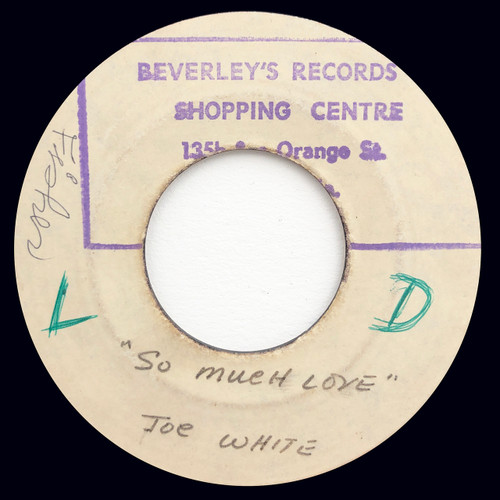 BEVERLEY'S RECORDS
SHOPPING CENTRE
Orange St.
L D
"So MUCH LOVE"
Joe WHITE